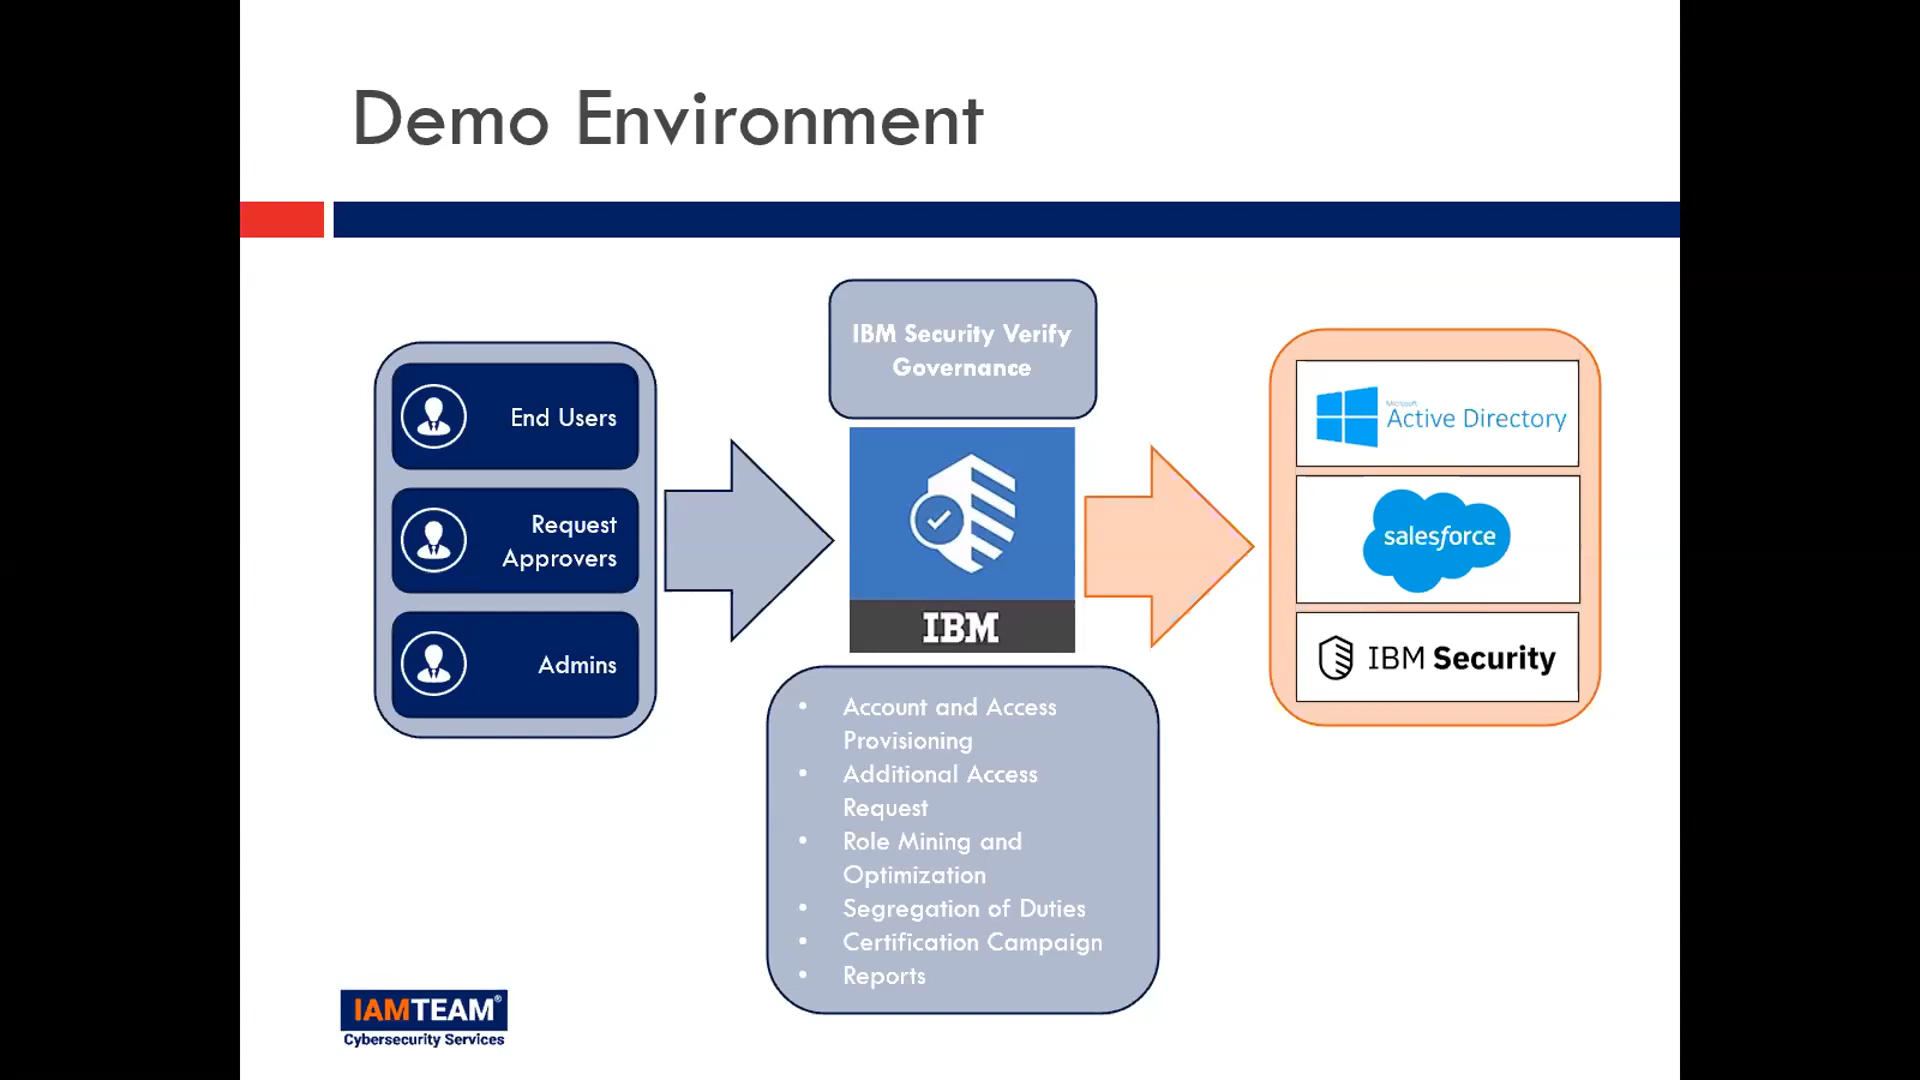 Demo Environment
End Users
Request
Approvers
Admins
IBM Security Verify
Governance
IBM
• Account and Access
Provisioning
• Additional Access
Request
• Role Mining and
Optimization
• Segregation of Duties
• Certification Campaign
• Reports
Microsoft
Active Directory
salesforce
IBM Security
IAMTEAM®
Cybersecurity Services